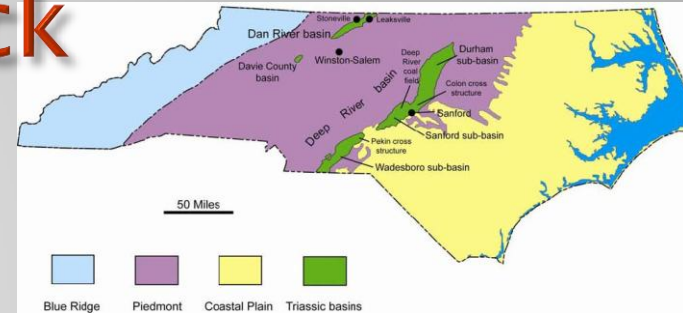 ck
Stoneville
Leaksville
Dan River basin
Davie County
basin
Winston-Salem
Deep River basin
Deep
River
coal
field
Durham
sub-basin
Colon cross
structure
Sanford
Sanford sub-basin
Pekin cross
structure
Wadesboro sub-basin
50 Miles
Blue Ridge
Piedmont
Coastal Plain
Triassic basins